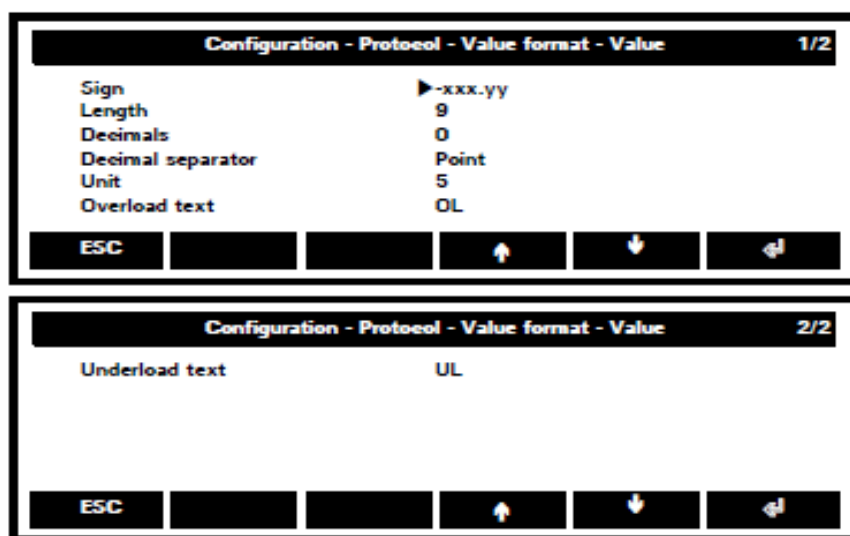 Configuration - Protocol - Value format - Value 1/2
Sign ▶-xxx.yy
Length 9
Decimals 0
Decimal separator Point
Unit 5
Overload text OL
ESC ↑ ↓ ↲
Configuration - Protocol - Value format - Value 2/2
Underload text UL
ESC ↑ ↓ ↲